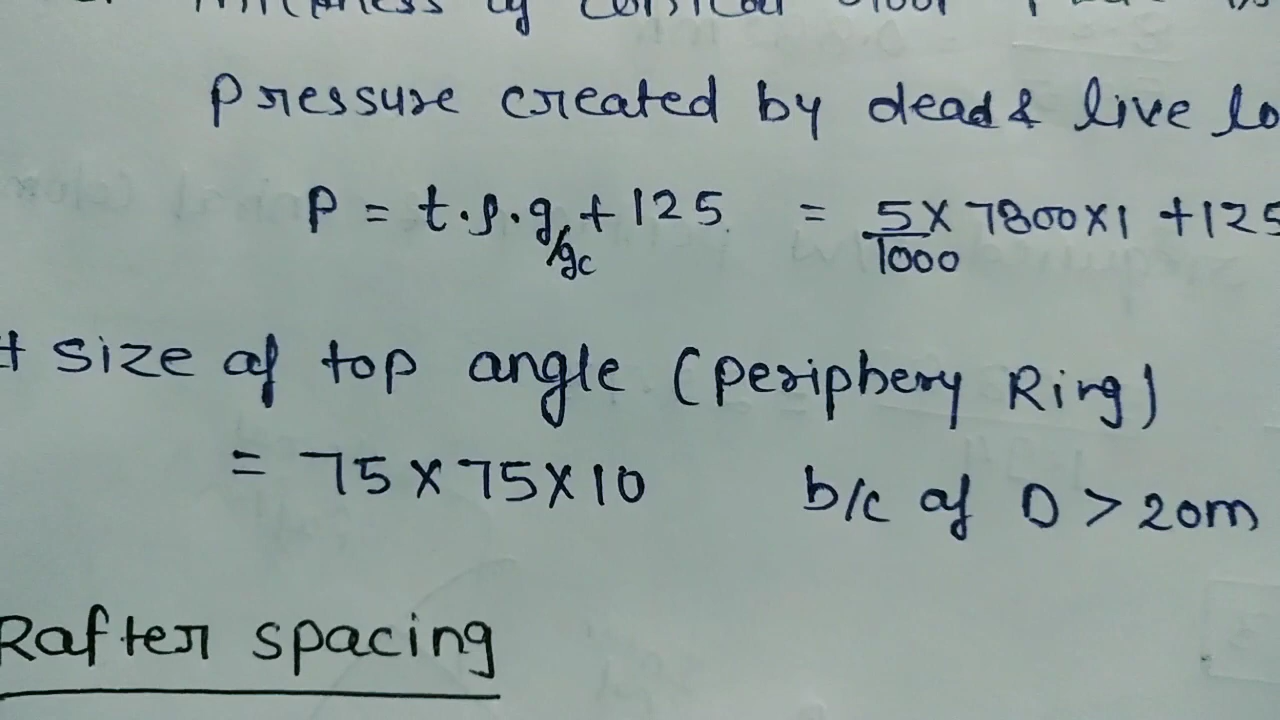 Pressure created by dead & live lo
P = t.ρ.g/gc + 125 = 5/1000 × 7800×1 + 125
# size of top angle (periphery Ring)
= 75×75×10 b/c of D > 20m
Rafter spacing